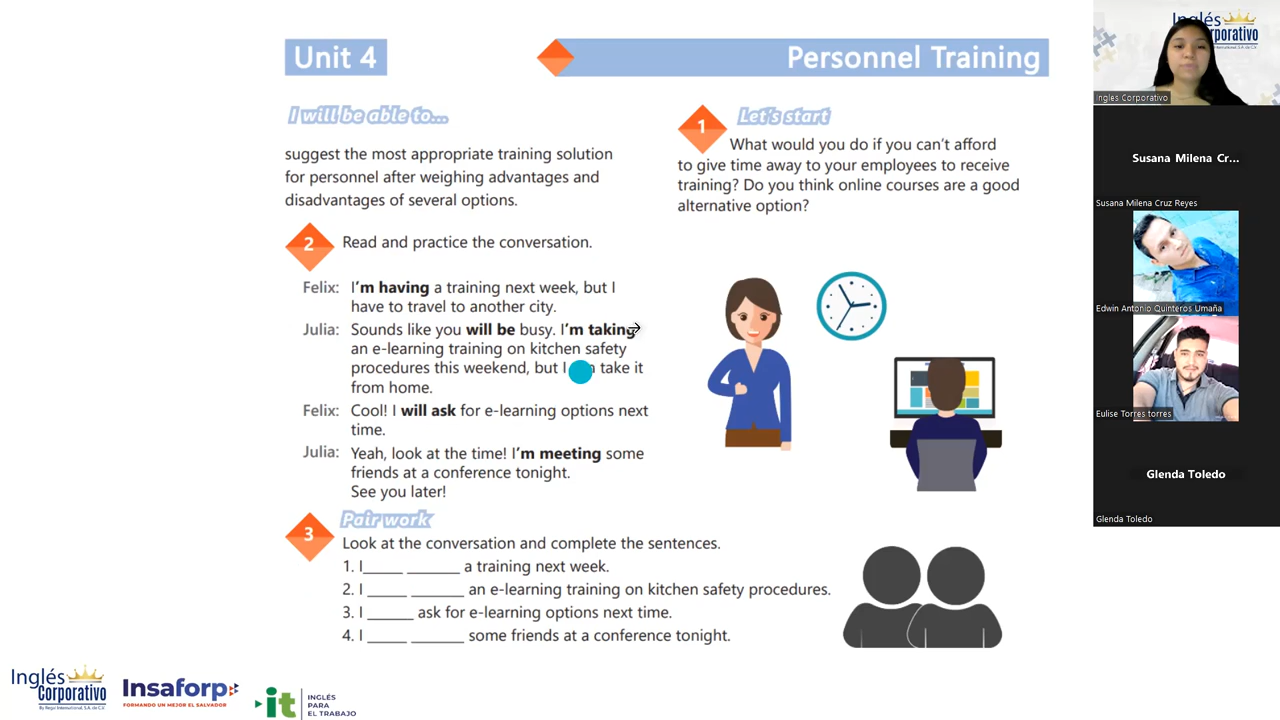 Unit 4
Personnel Training
I will be able to...
suggest the most appropriate training solution
for personnel after weighing advantages and
disadvantages of several options.
1
Let's start
What would you do if you can't afford
to give time away to your employees to receive
training? Do you think online courses are a good
alternative option?
2
Read and practice the conversation.
Felix: I'm having a training next week, but I
have to travel to another city.
Julia: Sounds like you will be busy. I'm taking
an e-learning training on kitchen safety
procedures this weekend, but I take it
from home.
Felix: Cool! I will ask for e-learning options next
time.
Julia: Yeah, look at the time! I'm meeting some
friends at a conference tonight.
See you later!
3
Pair work
Look at the conversation and complete the sentences.
1. I_____ _______ a training next week.
2. I _____ _______ an e-learning training on kitchen safety procedures.
3. I ______ ask for e-learning options next time.
4. I _____ _______ some friends at a conference tonight.
Inglés
Corporativo
By Regal International, S.A. de C.V.
Insaforp
FORMANDO UN MEJOR EL SALVADOR
it
INGLÉS
PARA
EL TRABAJO
Inglés
Corporativo
Susana Milena Cr...
Susana Milena Cruz Reyes
Edwin Antonio Quinteros Umaña
Eulise Torres torres
Glenda Toledo
Glenda Toledo